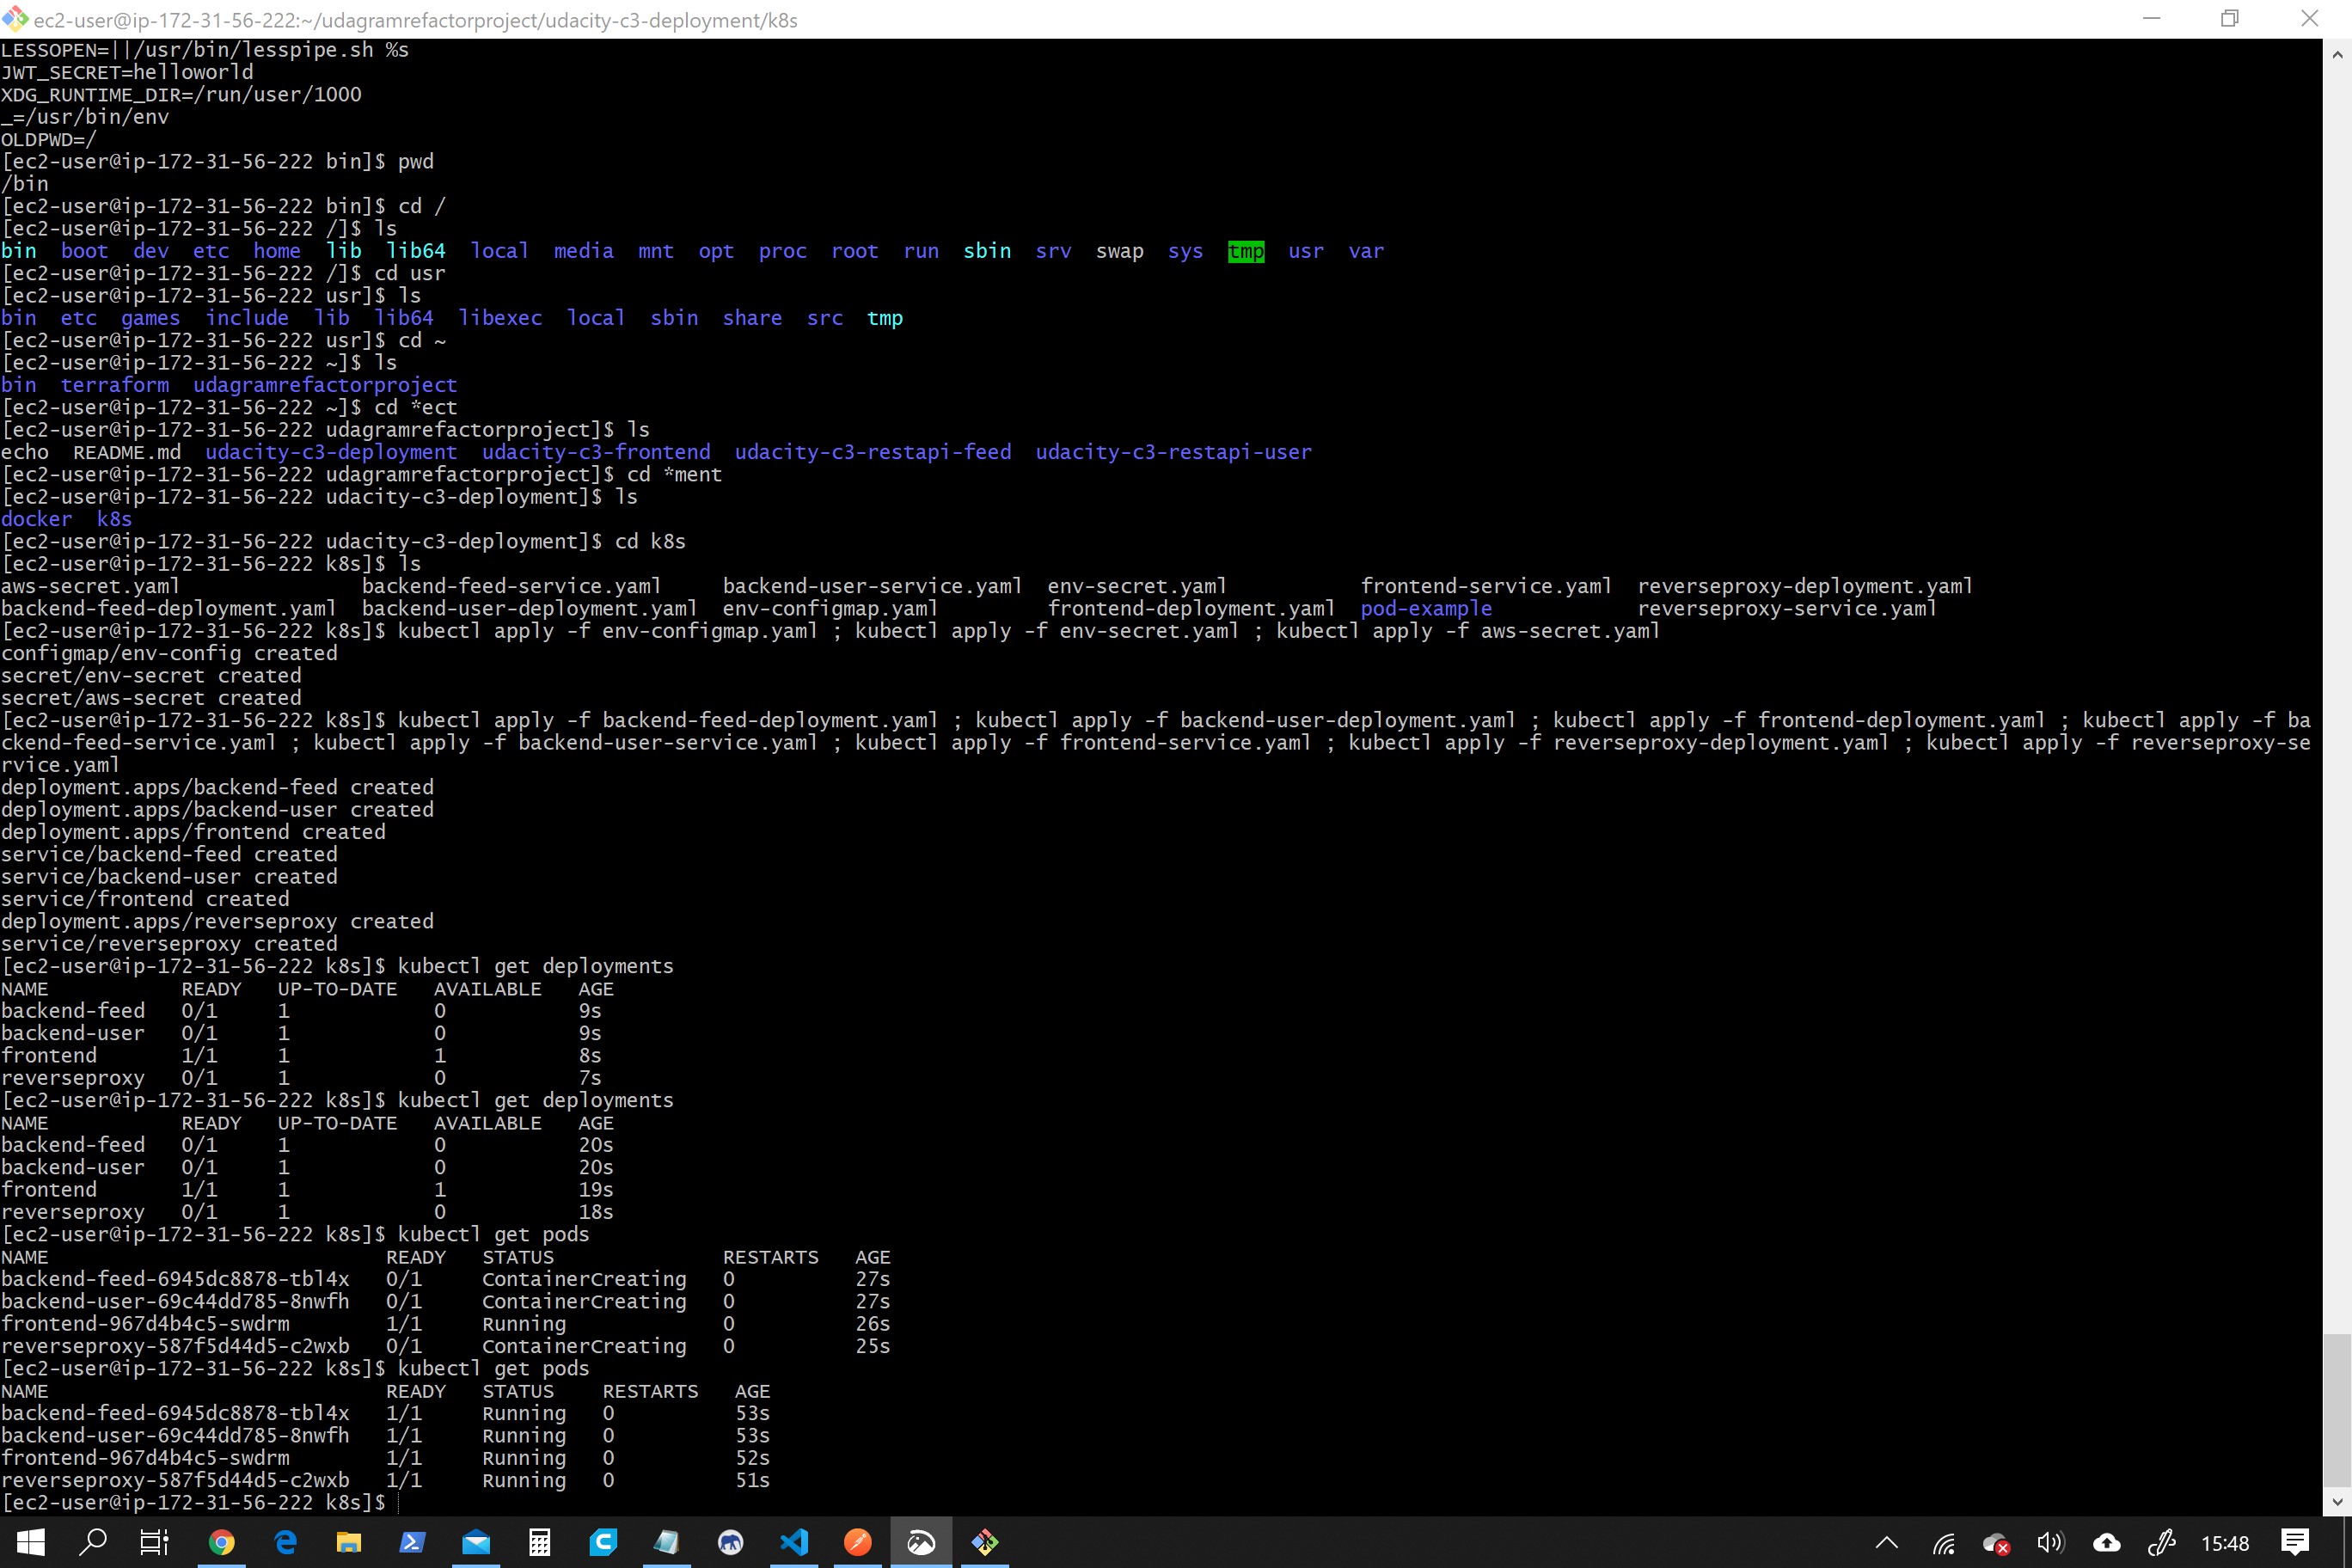 ec2-user@ip-172-31-56-222:~/udagramrefactorproject/udacity-c3-deployment/k8s
LESSOPEN=||/usr/bin/lesspipe.sh %s
JWT_SECRET=helloworld
XDG_RUNTIME_DIR=/run/user/1000
_=/usr/bin/env
OLDPWD=/
[ec2-user@ip-172-31-56-222 bin]$ pwd
/bin
[ec2-user@ip-172-31-56-222 bin]$ cd /
[ec2-user@ip-172-31-56-222 /]$ ls
bin  boot  dev  etc  home  lib  lib64  local  media  mnt  opt  proc  root  run  sbin  srv  swap  sys  tmp  usr  var
[ec2-user@ip-172-31-56-222 /]$ cd usr
[ec2-user@ip-172-31-56-222 usr]$ ls
bin  etc  games  include  lib  lib64  libexec  local  sbin  share  src  tmp
[ec2-user@ip-172-31-56-222 usr]$ cd ~
[ec2-user@ip-172-31-56-222 ~]$ ls
bin  terraform  udagramrefactorproject
[ec2-user@ip-172-31-56-222 ~]$ cd *ect
[ec2-user@ip-172-31-56-222 udagramrefactorproject]$ ls
echo  README.md  udacity-c3-deployment  udacity-c3-frontend  udacity-c3-restapi-feed  udacity-c3-restapi-user
[ec2-user@ip-172-31-56-222 udagramrefactorproject]$ cd *ment
[ec2-user@ip-172-31-56-222 udacity-c3-deployment]$ ls
docker  k8s
[ec2-user@ip-172-31-56-222 udacity-c3-deployment]$ cd k8s
[ec2-user@ip-172-31-56-222 k8s]$ ls
aws-secret.yaml               backend-feed-service.yaml     backend-user-service.yaml  env-secret.yaml           frontend-service.yaml  reverseproxy-deployment.yaml
backend-feed-deployment.yaml  backend-user-deployment.yaml  env-configmap.yaml         frontend-deployment.yaml  pod-example            reverseproxy-service.yaml
[ec2-user@ip-172-31-56-222 k8s]$ kubectl apply -f env-configmap.yaml ; kubectl apply -f env-secret.yaml ; kubectl apply -f aws-secret.yaml
configmap/env-config created
secret/env-secret created
secret/aws-secret created
[ec2-user@ip-172-31-56-222 k8s]$ kubectl apply -f backend-feed-deployment.yaml ; kubectl apply -f backend-user-deployment.yaml ; kubectl apply -f frontend-deployment.yaml ; kubectl apply -f ba
ckend-feed-service.yaml ; kubectl apply -f backend-user-service.yaml ; kubectl apply -f frontend-service.yaml ; kubectl apply -f reverseproxy-deployment.yaml ; kubectl apply -f reverseproxy-se
rvice.yaml
deployment.apps/backend-feed created
deployment.apps/backend-user created
deployment.apps/frontend created
service/backend-feed created
service/backend-user created
service/frontend created
deployment.apps/reverseproxy created
service/reverseproxy created
[ec2-user@ip-172-31-56-222 k8s]$ kubectl get deployments
NAME           READY   UP-TO-DATE   AVAILABLE   AGE
backend-feed   0/1     1            0           9s
backend-user   0/1     1            0           9s
frontend       1/1     1            1           8s
reverseproxy   0/1     1            0           7s
[ec2-user@ip-172-31-56-222 k8s]$ kubectl get deployments
NAME           READY   UP-TO-DATE   AVAILABLE   AGE
backend-feed   0/1     1            0           20s
backend-user   0/1     1            0           20s
frontend       1/1     1            1           19s
reverseproxy   0/1     1            0           18s
[ec2-user@ip-172-31-56-222 k8s]$ kubectl get pods
NAME                            READY   STATUS              RESTARTS   AGE
backend-feed-6945dc8878-tbl4x   0/1     ContainerCreating   0          27s
backend-user-69c44dd785-8nwfh   0/1     ContainerCreating   0          27s
frontend-967d4b4c5-swdrm        1/1     Running             0          26s
reverseproxy-587f5d44d5-c2wxb   0/1     ContainerCreating   0          25s
[ec2-user@ip-172-31-56-222 k8s]$ kubectl get pods
NAME                            READY   STATUS    RESTARTS   AGE
backend-feed-6945dc8878-tbl4x   1/1     Running   0          53s
backend-user-69c44dd785-8nwfh   1/1     Running   0          53s
frontend-967d4b4c5-swdrm        1/1     Running   0          52s
reverseproxy-587f5d44d5-c2wxb   1/1     Running   0          51s
[ec2-user@ip-172-31-56-222 k8s]$
15:48